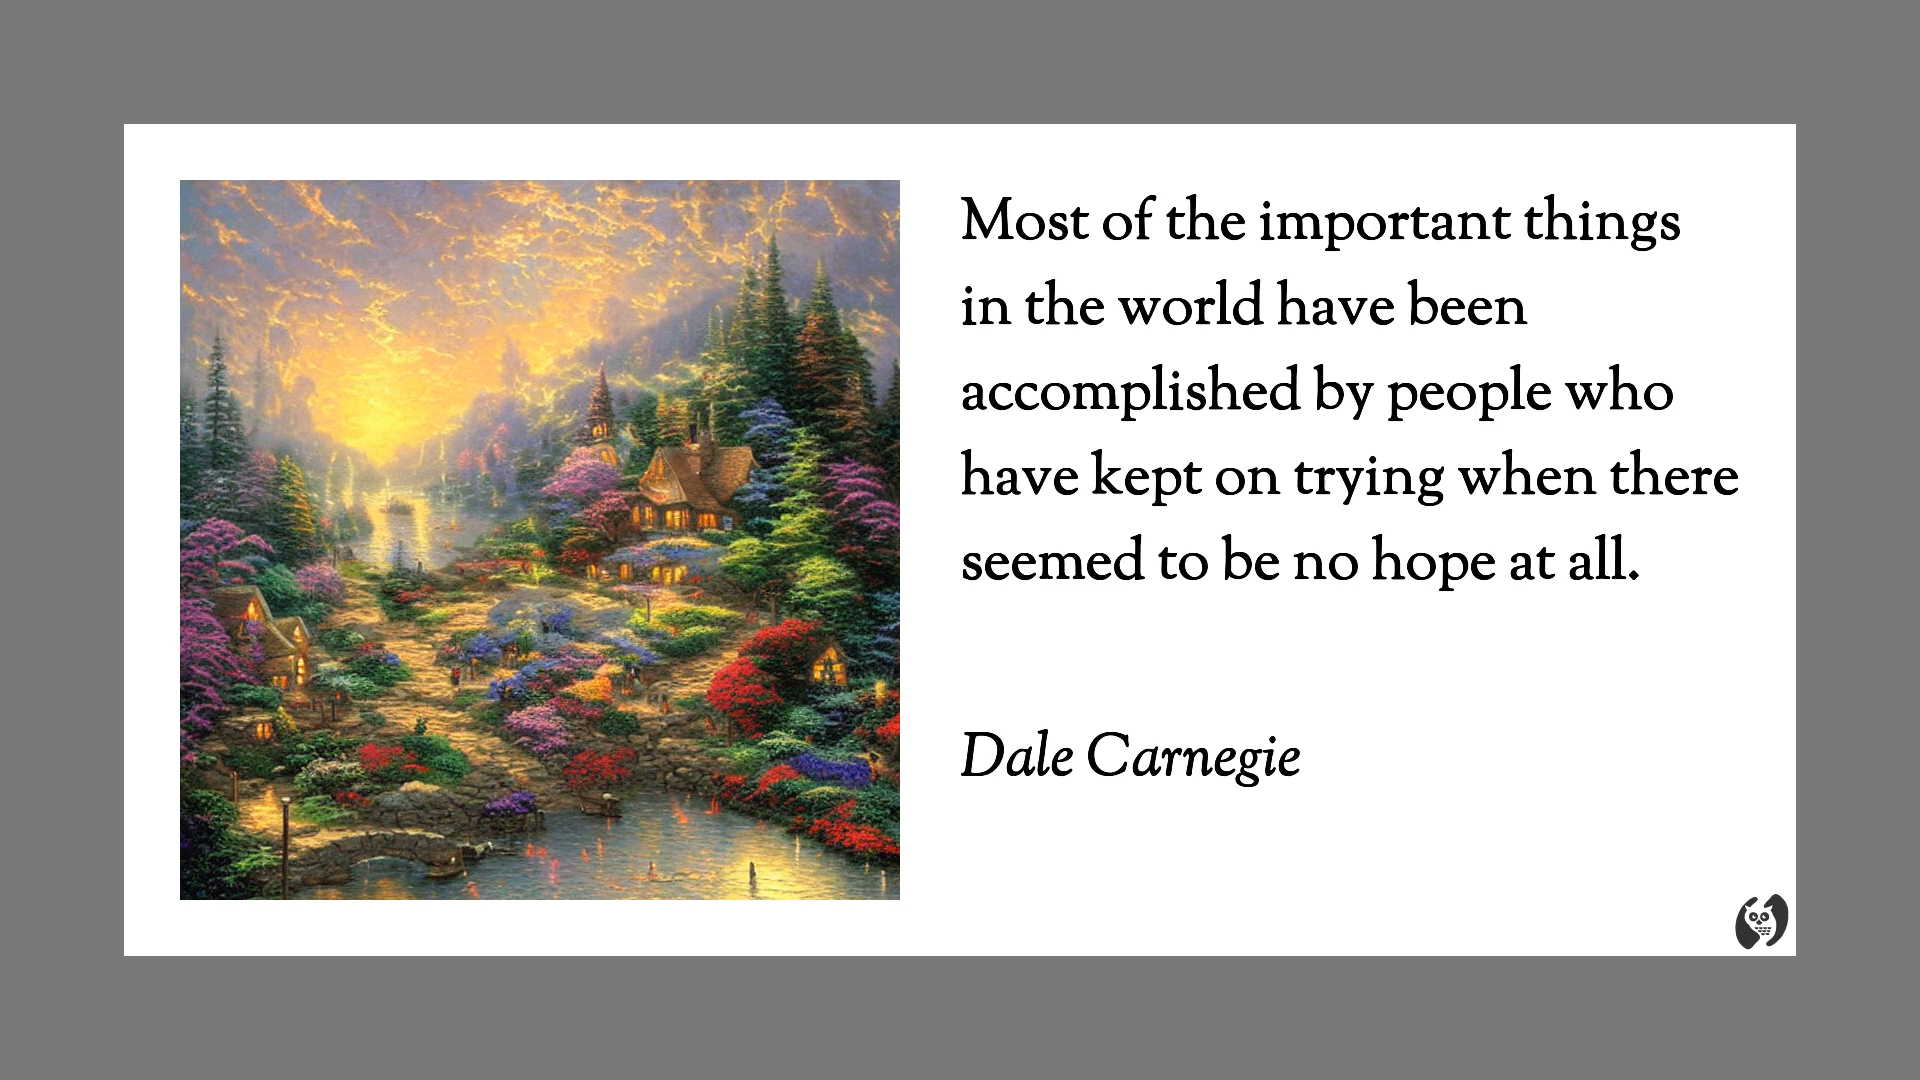 Most of the important things
in the world have been
accomplished by people who
have kept on trying when there
seemed to be no hope at all.
Dale Carnegie